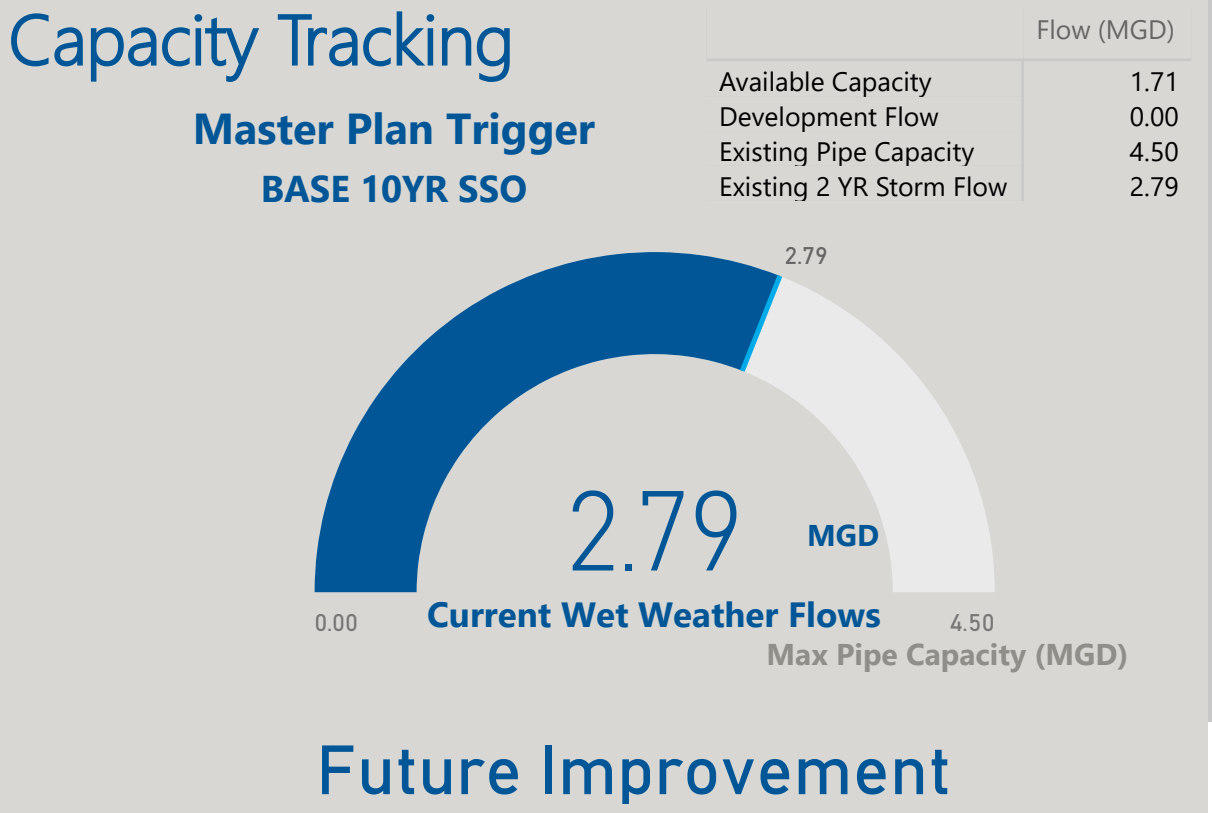 Capacity Tracking
Master Plan Trigger
BASE 10YR SSO
Flow (MGD)
Available Capacity 1.71
Development Flow 0.00
Existing Pipe Capacity 4.50
Existing 2 YR Storm Flow 2.79
2.79
2.79 MGD
0.00 Current Wet Weather Flows 4.50
Max Pipe Capacity (MGD)
Future Improvement